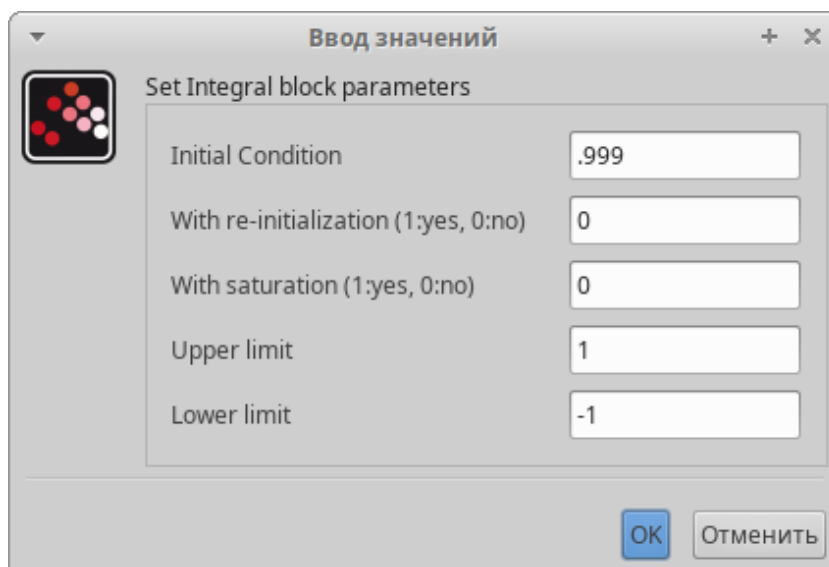 Ввод значений
Set Integral block parameters
Initial Condition .999
With re-initialization (1:yes, 0:no) 0
With saturation (1:yes, 0:no) 0
Upper limit 1
Lower limit -1
OK Отменить